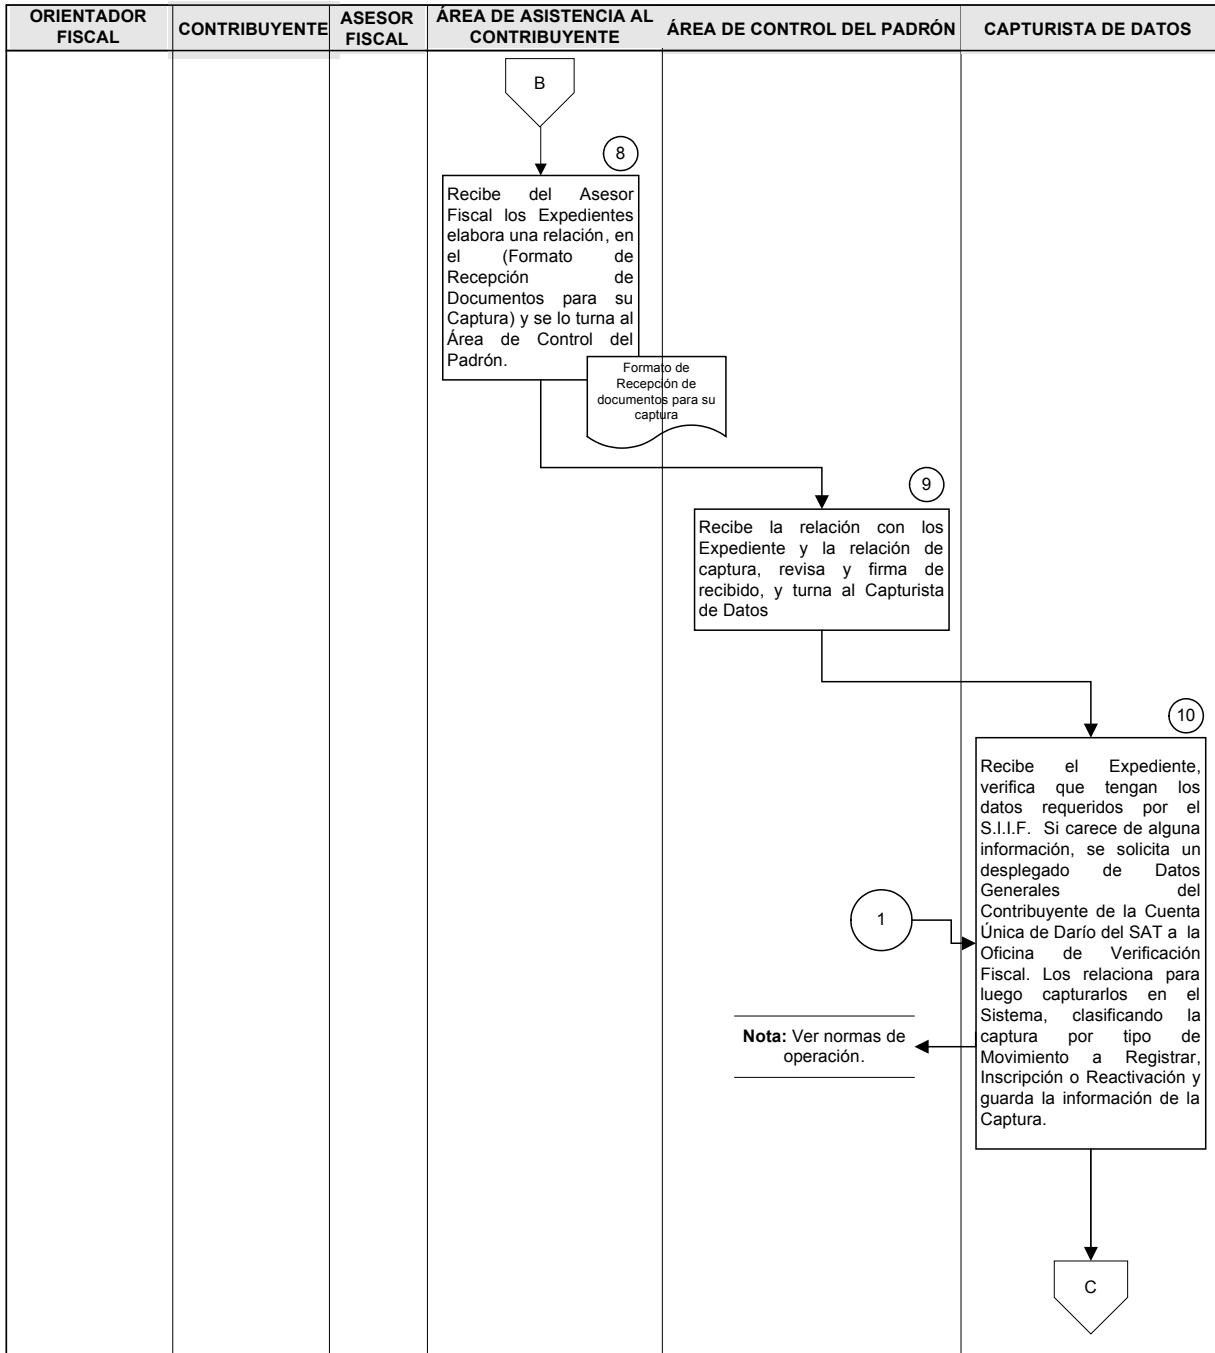 ORIENTADOR
FISCAL
CONTRIBUYENTE
ASESOR
FISCAL
ÁREA DE ASISTENCIA AL
CONTRIBUYENTE
ÁREA DE CONTROL DEL PADRÓN
CAPTURISTA DE DATOS
B
8
Recibe del Asesor
Fiscal los Expedientes
elabora una relación, en
el (Formato de
Recepción de
Documentos para su
Captura) y se lo turna al
Área de Control del
Padrón.
Formato de
Recepción de
documentos para su
captura
9
Recibe la relación con los
Expediente y la relación de
captura, revisa y firma de
recibido, y turna al Capturista
de Datos
10
Recibe el Expediente,
verifica que tengan los
datos requeridos por el
S.I.I.F. Si carece de alguna
información, se solicita un
desplegado de Datos
Generales del
Contribuyente de la Cuenta
Única de Darío del SAT a la
Oficina de Verificación
Fiscal. Los relaciona para
luego capturarlos en el
Sistema, clasificando la
captura por tipo de
Movimiento a Registrar,
Inscripción o Reactivación y
guarda la información de la
Captura.
1
Nota: Ver normas de
operación.
C